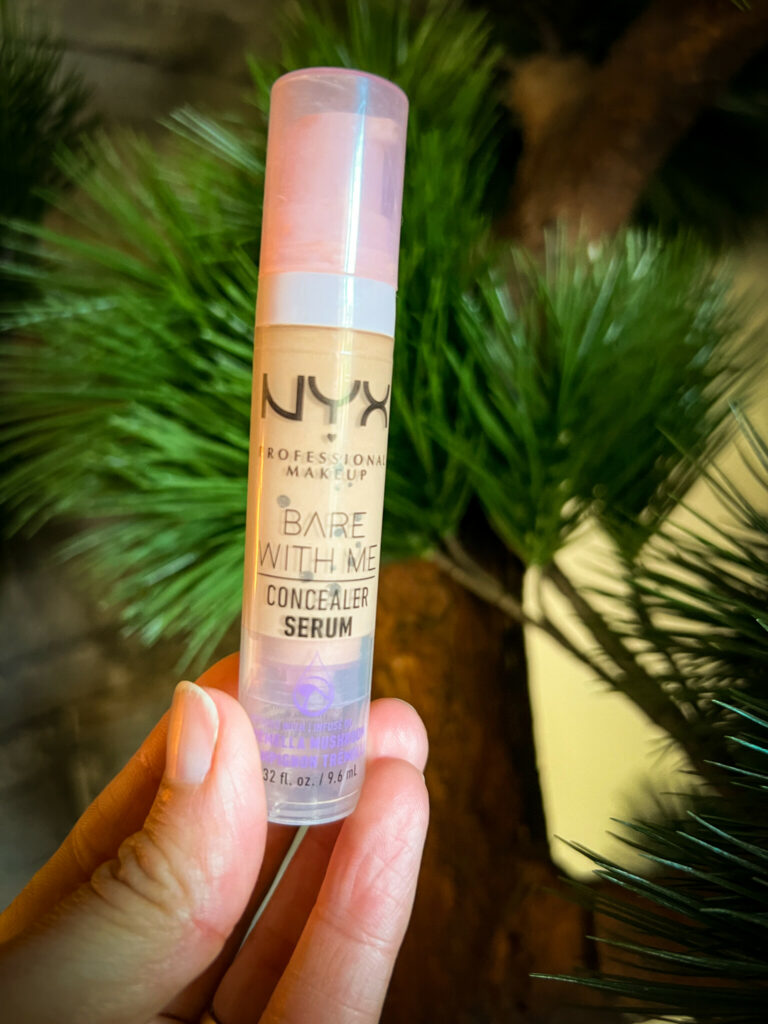 NYX
PROFESSIONAL
MAKEUP
BARE
WITH ME
CONCEALER
SERUM
32 fl. oz. / 9.6 mL